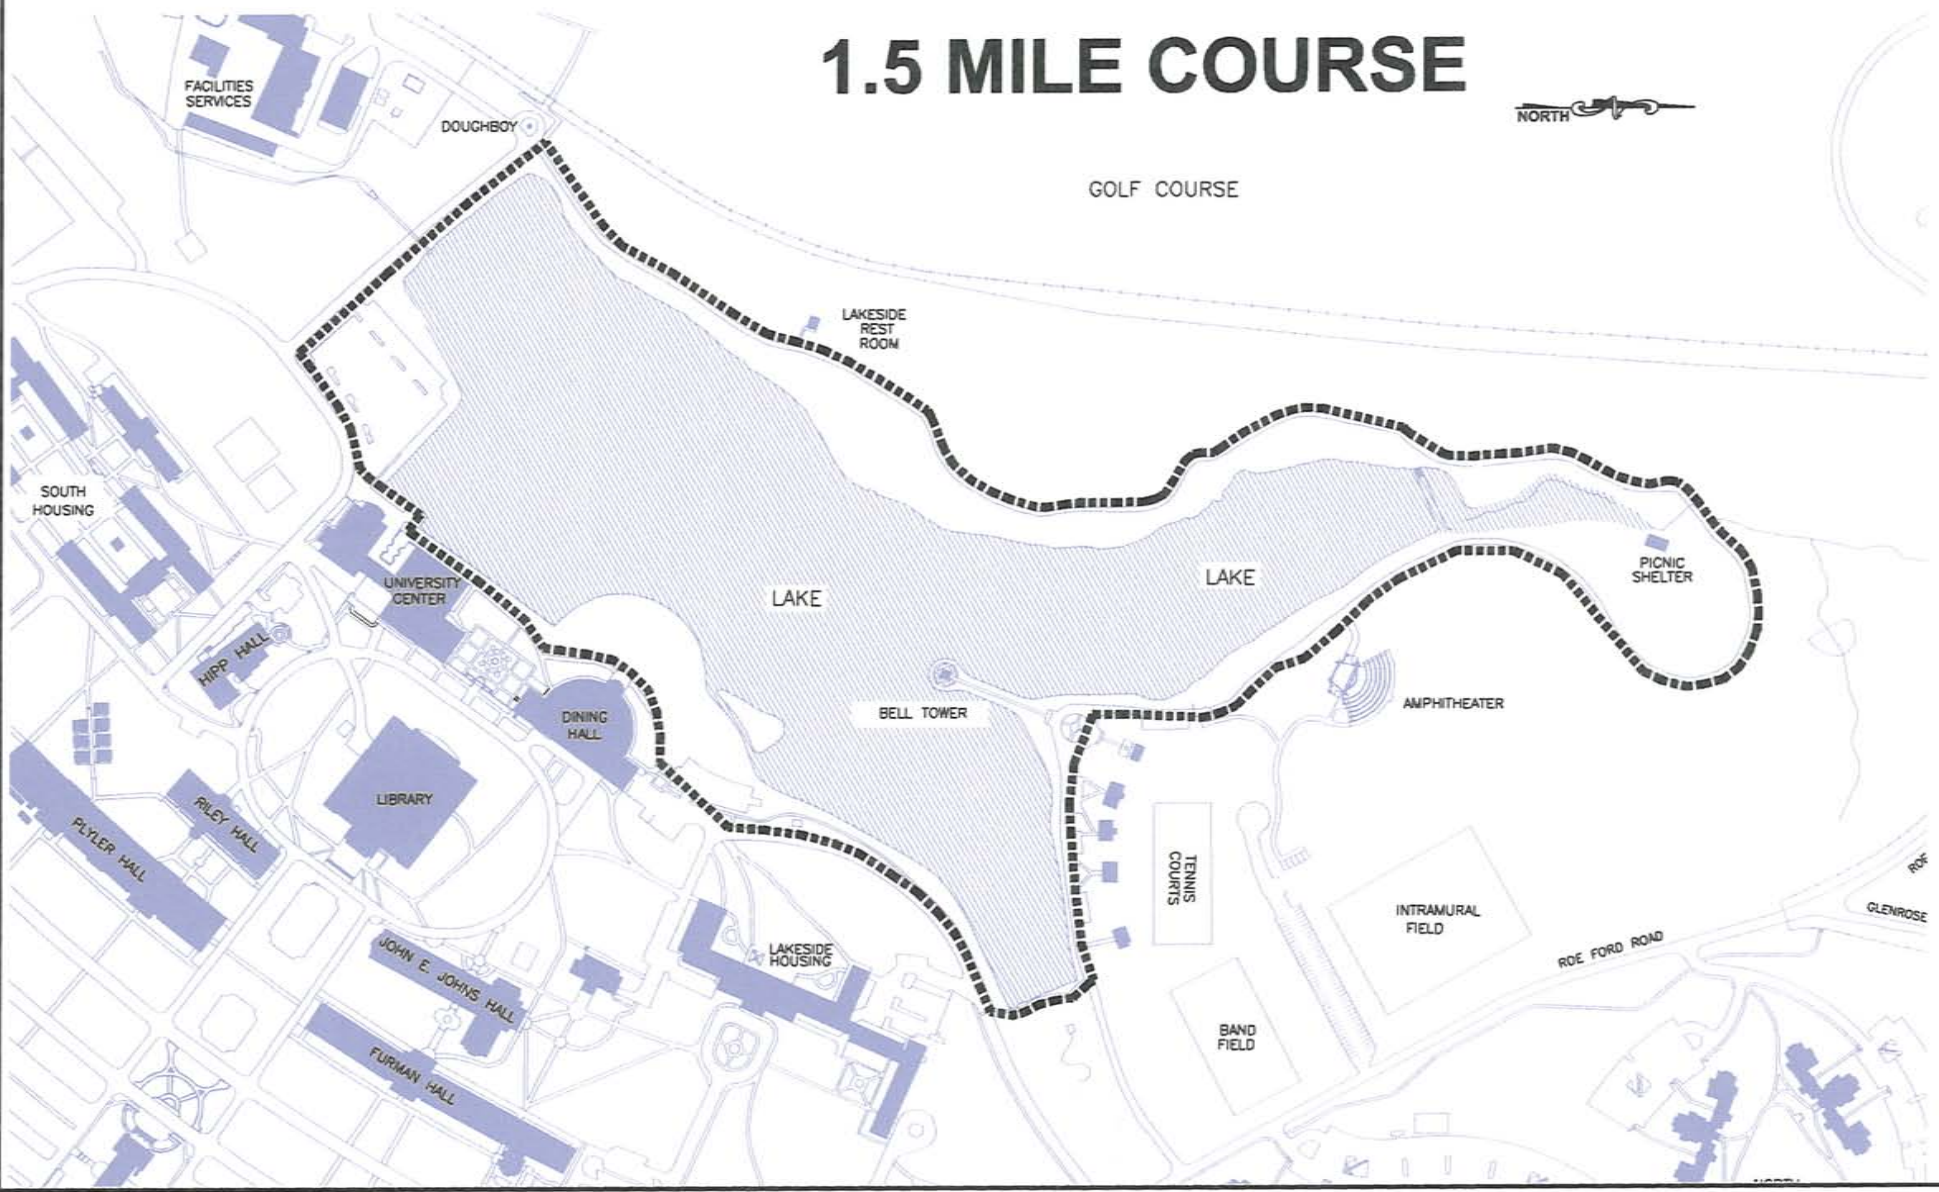 1.5 MILE COURSE
NORTH
FACILITIES
SERVICES
DOUGHBOY
GOLF COURSE
LAKESIDE
REST
ROOM
SOUTH
HOUSING
UNIVERSITY
CENTER
LAKE
LAKE
PICNIC
SHELTER
HIPP HALL
DINING
HALL
BELL TOWER
AMPHITHEATER
LIBRARY
RILEY HALL
PLYLER HALL
TENNIS
COURTS
INTRAMURAL
FIELD
ROE FORD ROAD
GLENROSE
JOHN E. JOHNS HALL
LAKESIDE
HOUSING
BAND
FIELD
FURMAN HALL